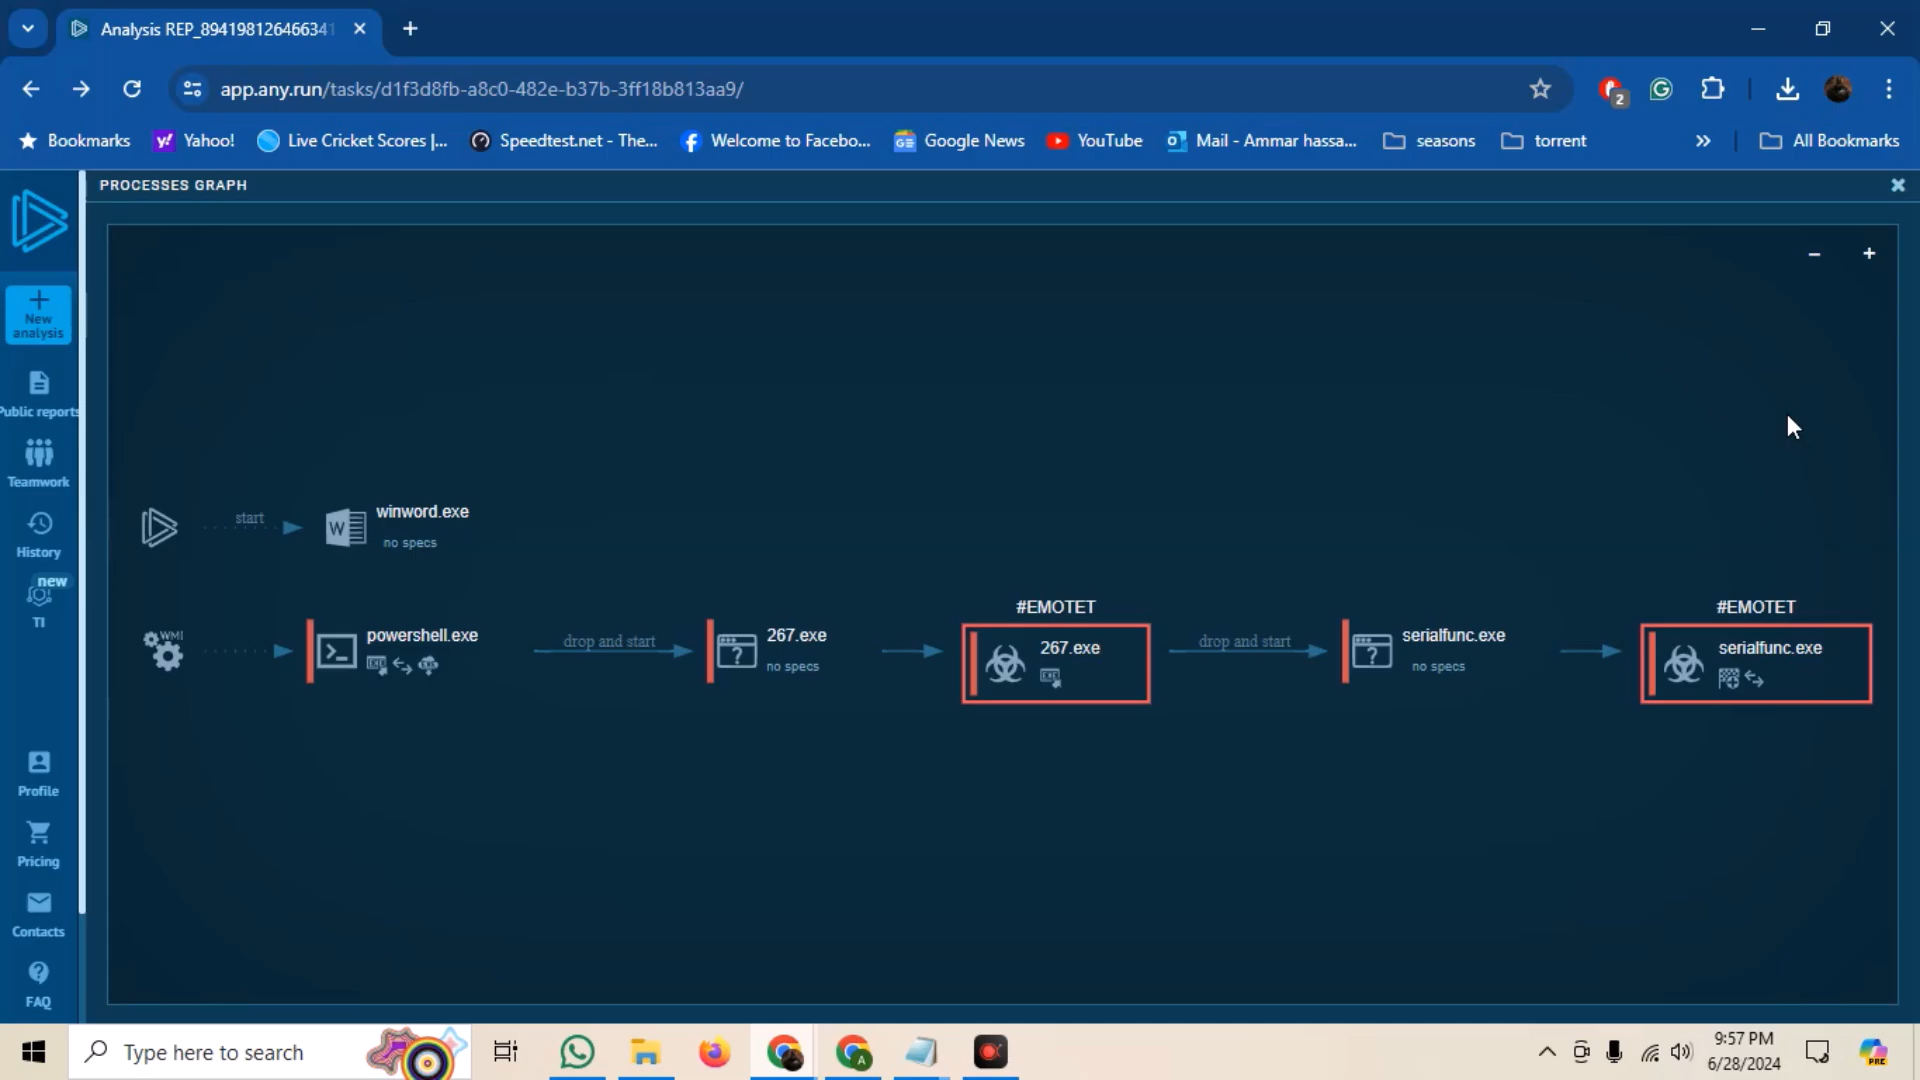 Analysis REP_894198126466341
app.any.run/tasks/d1f3d8fb-a8c0-482e-b37b-3ff18b813aa9/
2
Bookmarks
Yahoo!
Live Cricket Scores |...
Speedtest.net - The...
Welcome to Facebo...
Google News
YouTube
Mail - Ammar hassa...
seasons
torrent
All Bookmarks
PROCESSES GRAPH
New
analysis
Public reports
Teamwork
History
new
TI
Profile
Pricing
Contacts
FAQ
start
winword.exe
no specs
WMI
powershell.exe
drop and start
267.exe
no specs
#EMOTET
267.exe
drop and start
serialfunc.exe
no specs
#EMOTET
serialfunc.exe
Type here to search
9:57 PM
6/28/2024
PRE